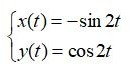 {x(t) = −sin 2t
y(t) = cos 2t